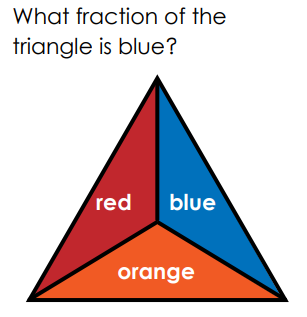 What fraction of the
triangle is blue?
red blue
orange